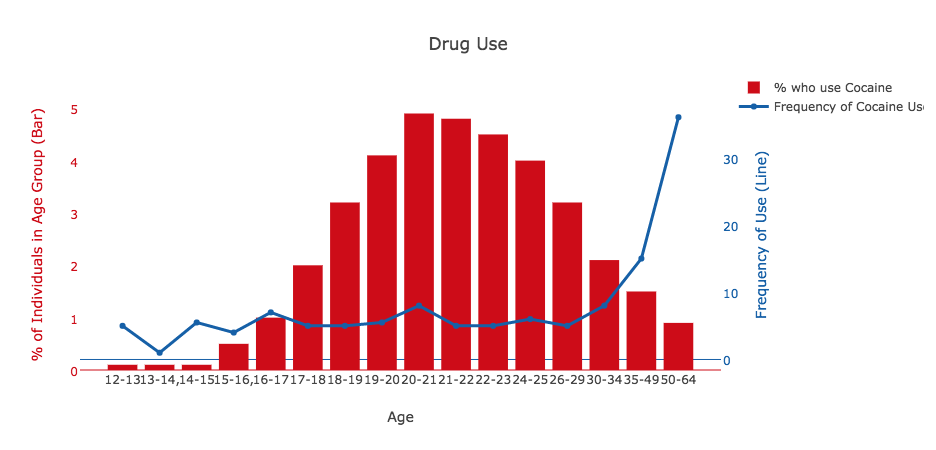 Drug Use
% who use Cocaine
Frequency of Cocaine Us
% of Individuals in Age Group (Bar)
5
4
3
2
1
0
Frequency of Use (Line)
30
20
10
0
12-13 13-14, 14-15 15-16, 16-17 17-18 18-19 19-20 20-21 21-22 22-23 24-25 26-29 30-34 35-49 50-64
Age